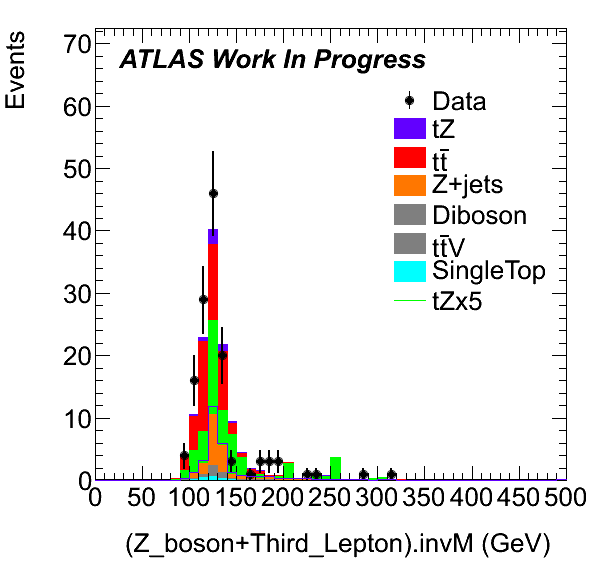 ATLAS Work In Progress
Events
70
60
50
40
30
20
10
0
Data
tZ
tt̄
Z+jets
Diboson
tt̄V
SingleTop
tZx5
0 50 100 150 200 250 300 350 400 450 500
(Z_boson+Third_Lepton).invM (GeV)